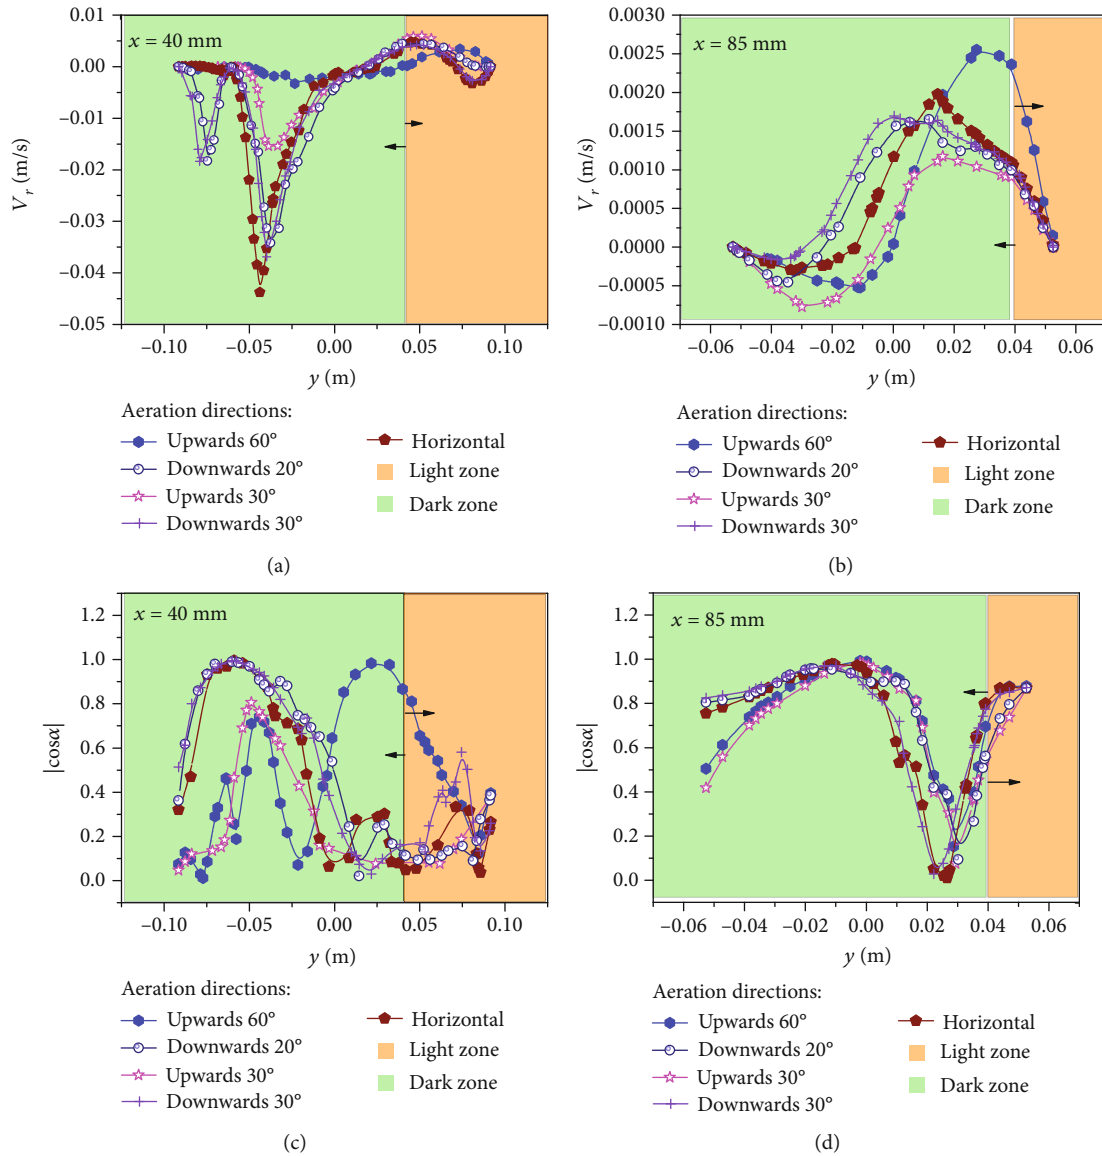 0.01
0.00
−0.01
−0.02
−0.03
−0.04
−0.05
V_r (m/s)
x = 40 mm
−0.10
−0.05
0.00
0.05
0.10
y (m)
Aeration directions:
Upwards 60°
Downwards 20°
Upwards 30°
Downwards 30°
Horizontal
Light zone
Dark zone
(a)
0.0030
0.0025
0.0020
0.0015
0.0010
0.0005
0.0000
−0.0005
−0.0010
V_r (m/s)
x = 85 mm
−0.06
−0.04
−0.02
0.00
0.02
0.04
0.06
y (m)
Aeration directions:
Upwards 60°
Downwards 20°
Upwards 30°
Downwards 30°
Horizontal
Light zone
Dark zone
(b)
1.2
1.0
0.8
0.6
0.4
0.2
0.0
|cosα|
x = 40 mm
−0.10
−0.05
0.00
0.05
0.10
y (m)
Aeration directions:
Upwards 60°
Downwards 20°
Upwards 30°
Downwards 30°
Horizontal
Light zone
Dark zone
(c)
1.2
1.0
0.8
0.6
0.4
0.2
0.0
|cosα|
x = 85 mm
−0.06
−0.04
−0.02
0.00
0.02
0.04
0.06
y (m)
Aeration directions:
Upwards 60°
Downwards 20°
Upwards 30°
Downwards 30°
Horizontal
Light zone
Dark zone
(d)